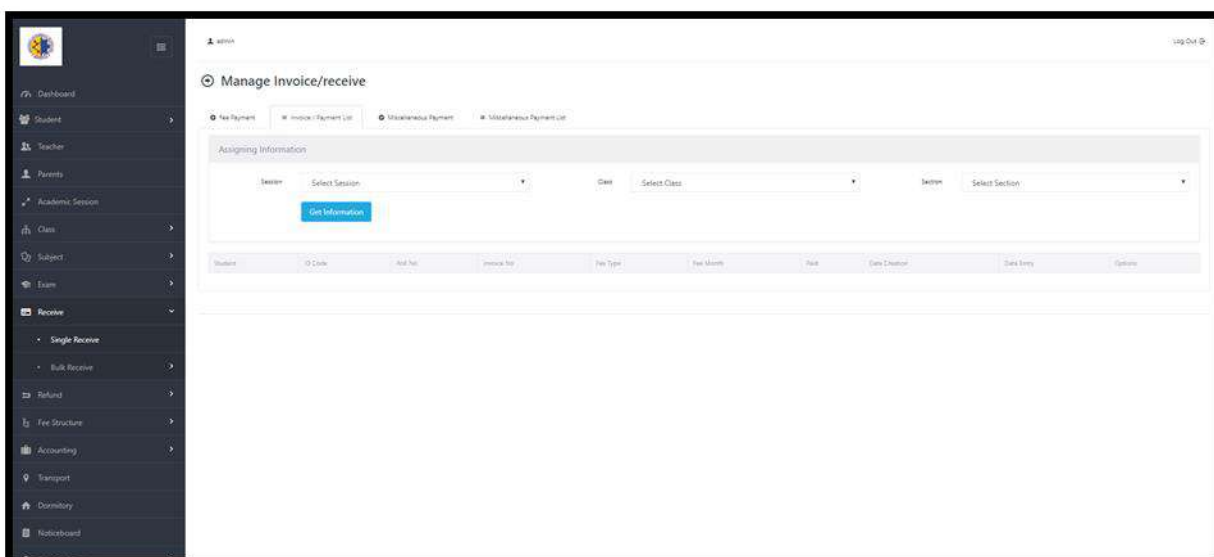 admin
Log Out
Manage Invoice/receive
Fee Payment
Invoice / Payment List
Miscellaneous Payment
Miscellaneous Payment List
Assigning Information
Session
Select Session
Class
Select Class
Section
Select Section
Get Information
Student ID Code Roll No. Invoice No Fee Type Fee Month Paid Date Creation Date Entry Options
Dashboard
Student
Teacher
Parents
Academic Session
Class
Subject
Exam
Receive
Single Receive
Bulk Receive
Refund
Fee Structure
Accounting
Transport
Dormitory
Noticeboard